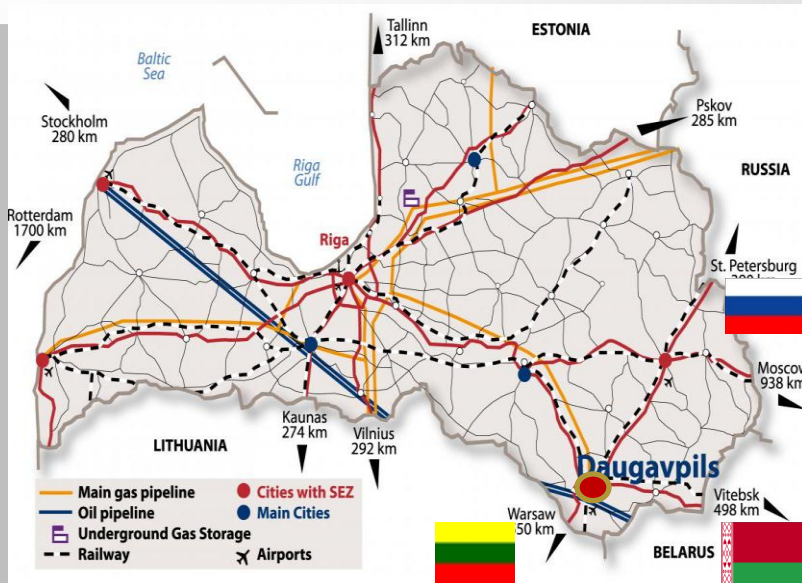 Tallinn
312 km
ESTONIA
Baltic
Sea
Stockholm
280 km
Pskov
285 km
Riga
Gulf
RUSSIA
Rotterdam
1700 km
Riga
St. Petersburg
Moscow
938 km
Kaunas
274 km
Vilnius
292 km
LITHUANIA
Daugavpils
Main gas pipeline
Cities with SEZ
Oil pipeline
Main Cities
Underground Gas Storage
Railway
Airports
Warsaw
50 km
Vitebsk
498 km
BELARUS